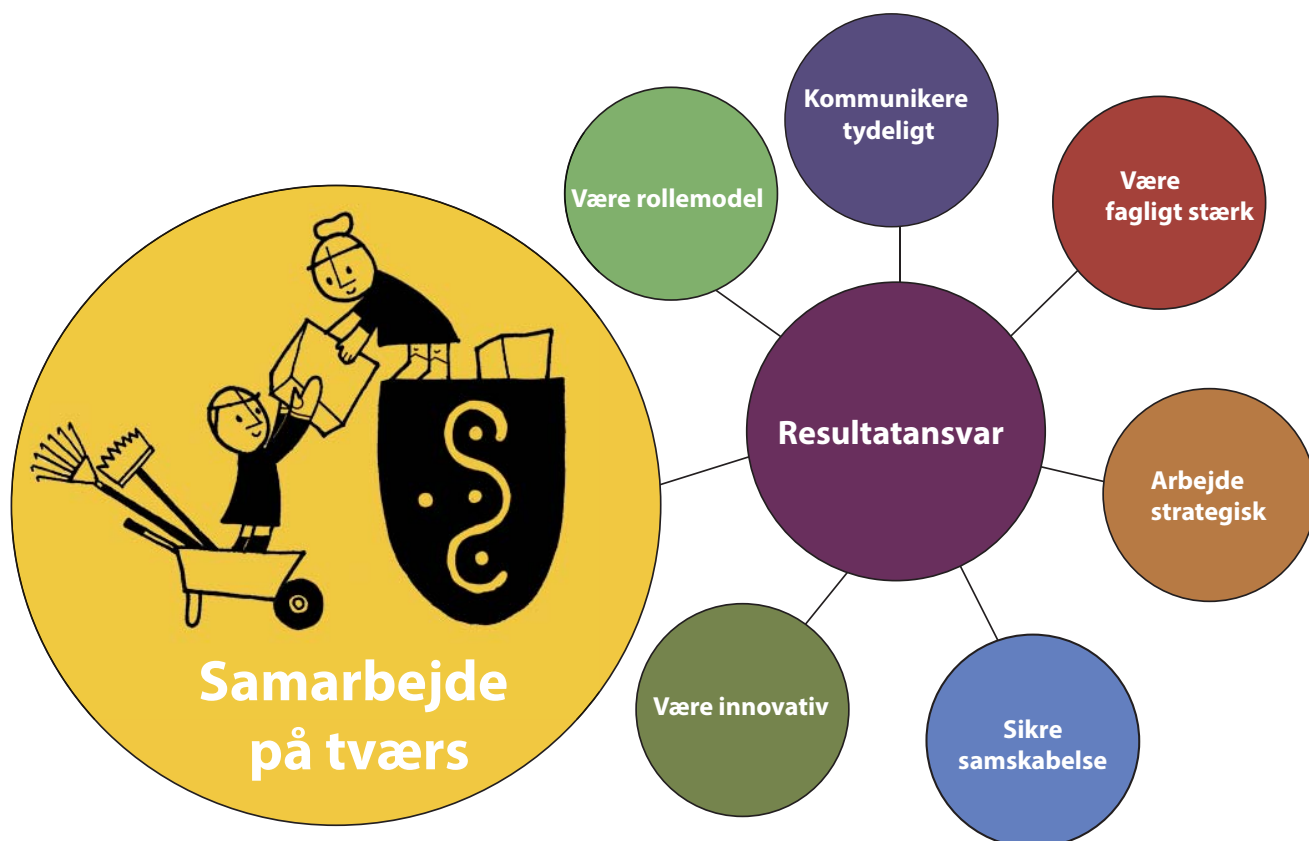 Kommunikere
tydeligt
Være rollemodel
Være
fagligt stærk
Resultatansvar
Arbejde
strategisk
Samarbejde
på tværs
Være innovativ
Sikre
samskabelse